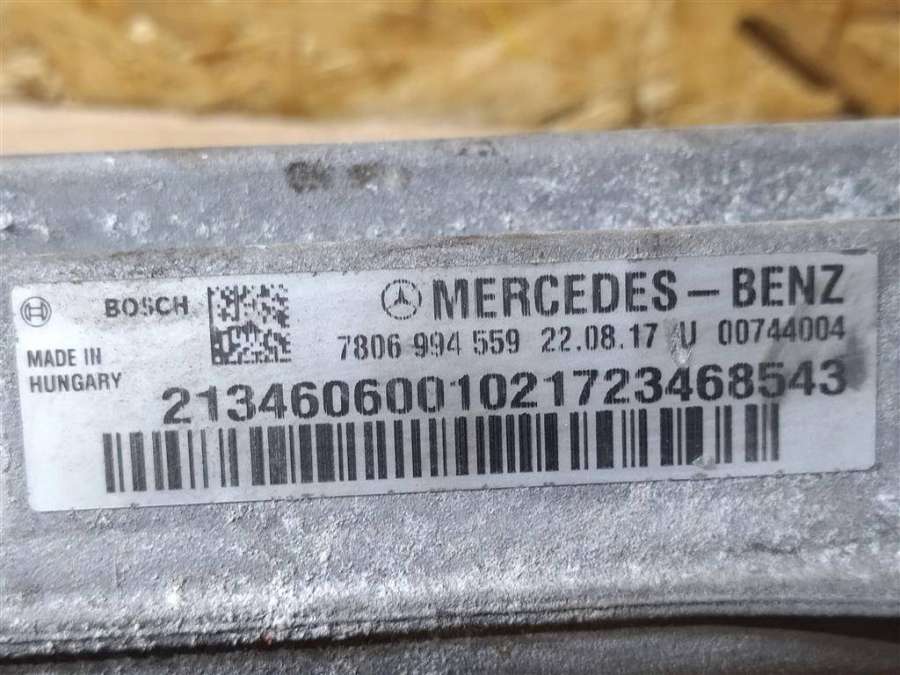 BOSCH
MERCEDES-BENZ
7806 994 559 22.08.17 U 00744004
MADE IN
HUNGARY
2134606001021723468543